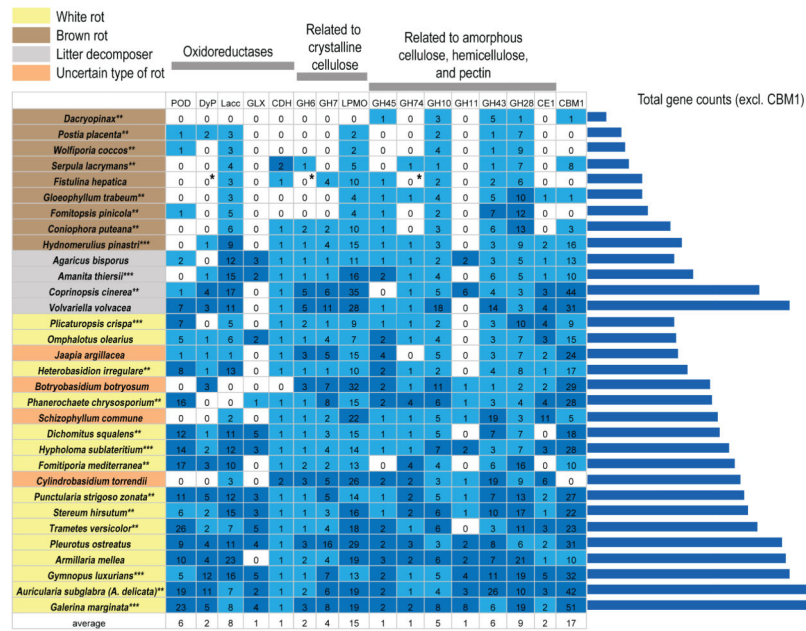 White rot
Brown rot
Litter decomposer
Uncertain type of rot
Oxidoreductases
Related to crystalline cellulose
Related to amorphous cellulose, hemicellulose, and pectin
Total gene counts (excl. CBM1)
POD DyP Lacc GLX CDH GH6 GH7 LPMO GH45 GH74 GH10 GH11 GH43 GH28 CE1 CBM1
Dacryopinax** 0 0 0 0 0 0 0 0 1 0 3 0 5 1 0 1
Postia placenta** 1 2 3 0 0 0 0 2 1 0 4 0 1 7 0 0
Wolfiporia coccos** 1 0 3 0 0 0 0 2 1 0 4 0 1 9 0 0
Serpula lacrymans** 0 0 4 0 2 1 0 5 0 1 1 0 1 7 0 8
Fistulina hepatica 0 0* 3 0 1 0* 4 10 1 0* 2 0 2 6 0 0
Gloeophyllum trabeum** 0 0 3 0 0 0 0 4 1 1 3 0 5 10 1 1
Fomitopsis pinicola** 1 0 5 0 0 0 0 4 1 0 2 0 7 12 0 0
Coniophora puteana** 0 0 6 0 1 2 2 10 1 0 3 0 6 13 0 3
Hydnomerulius pinastri*** 0 1 9 0 1 1 4 15 1 1 3 0 3 9 2 16
Agaricus bisporus 2 0 12 3 1 1 1 11 1 1 2 2 3 5 1 13
Amanita thiersii*** 0 1 15 2 1 1 1 16 2 1 4 0 6 5 1 10
Coprinopsis cinerea** 1 4 17 0 1 5 6 35 0 1 5 6 4 3 3 44
Volvariella volvacea 7 3 11 0 1 5 11 28 1 1 18 0 14 3 4 31
Plicaturopsis crispa*** 7 0 5 0 1 2 1 9 1 1 2 0 3 10 4 9
Omphalotus olearius 5 1 6 2 1 1 4 7 2 1 2 0 2 7 3 15
Jaapia argillacea 1 1 1 0 1 3 5 15 4 0 5 0 3 7 2 24
Heterobasidion irregulare** 8 1 13 0 1 1 1 10 2 1 2 0 4 8 1 17
Botryobasidium botryosum 0 3 0 0 0 3 7 32 2 1 11 1 1 2 2 29
Phanerochaete chrysosporium** 16 0 0 1 1 1 8 15 2 4 6 1 3 4 4 28
Schizophyllum commune 0 0 2 0 1 1 2 22 1 1 5 1 19 3 11 5
Dichomitus squalens** 12 1 11 5 1 1 3 15 1 1 5 0 7 7 0 18
Hypholoma sublateritium*** 14 2 12 3 1 1 4 14 1 1 7 2 3 7 3 28
Fomitiporia mediterranea** 17 3 10 0 1 2 2 13 0 4 4 0 6 16 0 10
Cylindrobasidium torrendii 0 0 3 0 2 3 5 26 2 2 3 1 19 9 6 0
Punctularia strigoso zonata** 11 5 12 3 1 1 5 14 1 2 5 1 7 13 2 27
Stereum hirsutum** 6 2 15 3 1 1 3 16 1 2 6 1 10 17 1 22
Trametes versicolor** 26 2 7 5 1 1 4 18 2 1 6 0 3 11 3 23
Pleurotus ostreatus 9 4 11 4 1 3 16 29 2 3 3 2 11 8 2 31
Armillaria mellea 10 4 23 0 1 2 4 19 3 2 6 2 7 21 1 10
Gymnopus luxurians*** 5 12 16 5 1 1 7 13 2 1 5 4 11 19 5 32
Auricularia subglabra (A. delicata)** 19 11 7 2 1 2 6 19 2 1 3 1 26 10 3 42
Galerina marginata*** 23 5 8 4 1 3 8 19 2 2 8 8 6 19 2 51
average 6 2 8 1 1 2 4 15 1 1 5 1 6 9 2 17